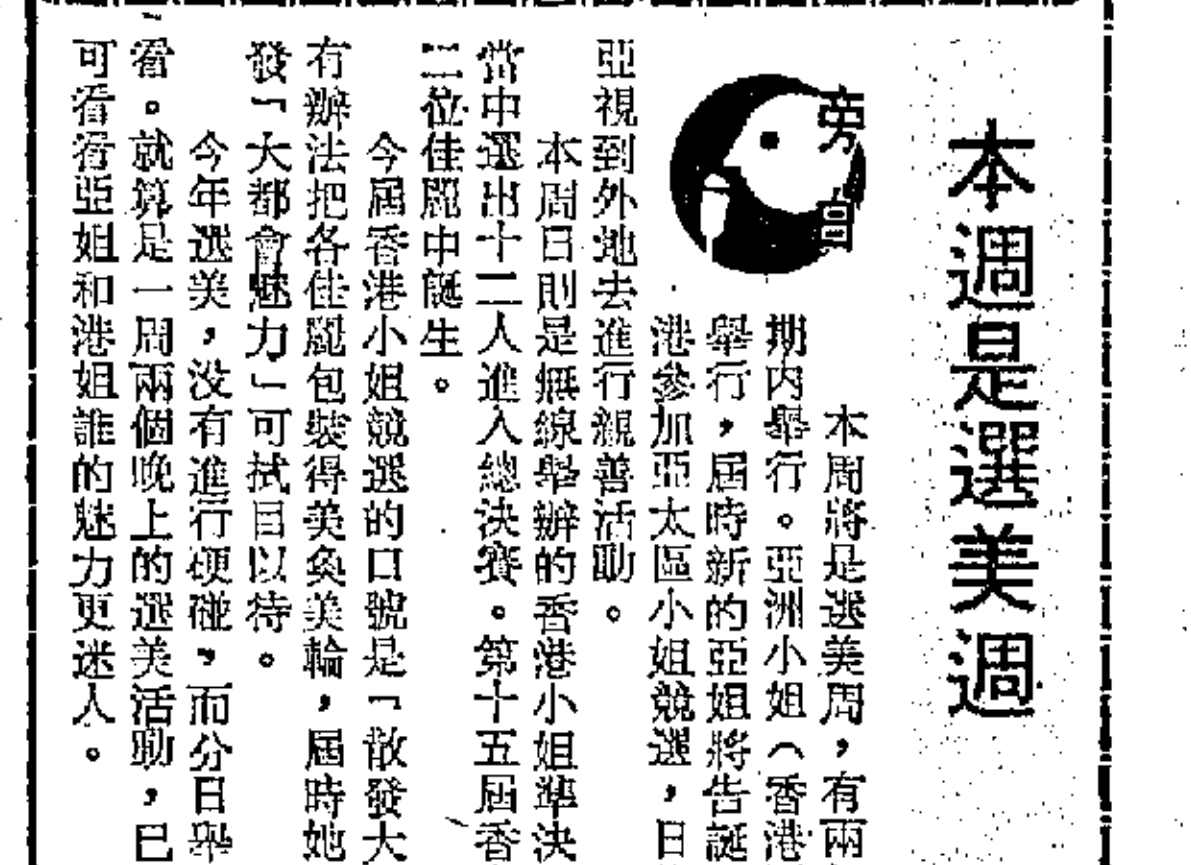 本週是選美週
旁白
本周將是選美周，有兩
期內舉行。亞洲小姐（香港
舉行，屆時新的亞姐將告誕
港參加亞太區小姐競選，日
亞視到外地去進行親善活動。
本周日則是無線舉辦的香港小姐準決
當中選出十二人進入總決賽。第十五屆香
二位佳麗中誕生。
今屆香港小姐競選的口號是「散發大
有辦法把各佳麗包裝得美奐美輪，屆時她
發「大都會魅力」可拭目以待。
今年選美，没有進行硬碰，而分日舉
看。就算是一周兩個晚上的選美活動，已
可看看亞姐和港姐誰的魅力更迷人。